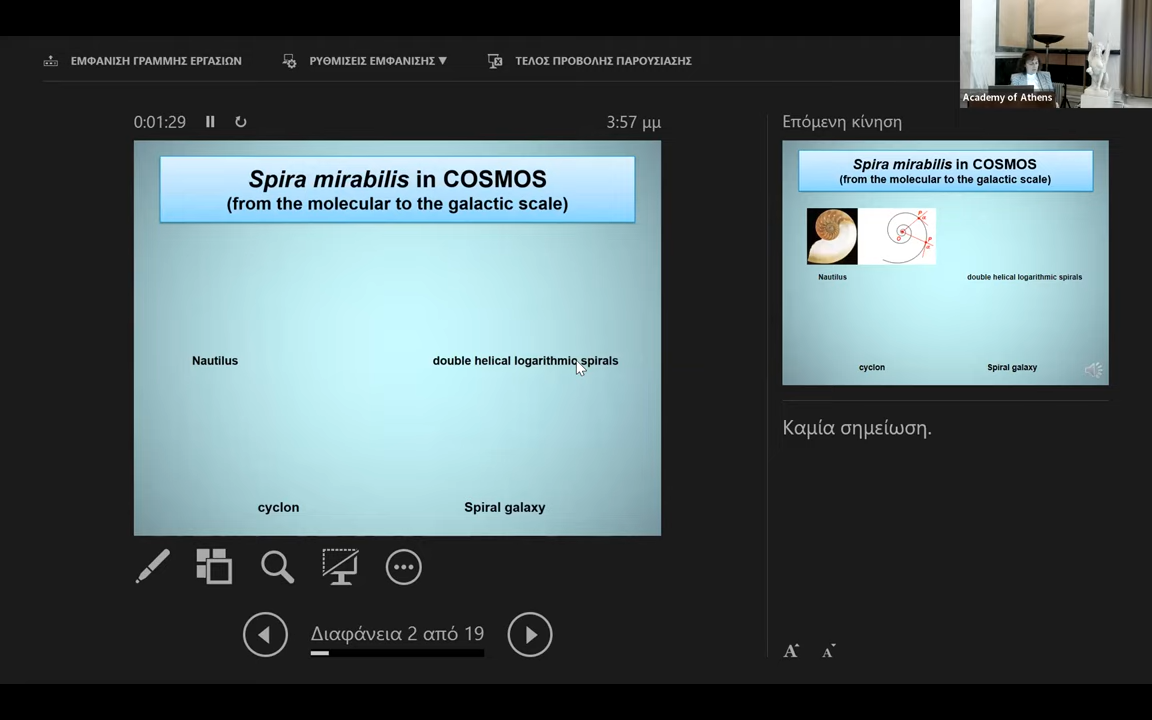 ΕΜΦΑΝΙΣΗ ΓΡΑΜΜΗΣ ΕΡΓΑΣΙΩΝ
ΡΥΘΜΙΣΕΙΣ ΕΜΦΑΝΙΣΗΣ ▼
ΤΕΛΟΣ ΠΡΟΒΟΛΗΣ ΠΑΡΟΥΣΙΑΣΗΣ
Academy of Athens
0:01:29
3:57 μμ
Spira mirabilis in COSMOS
(from the molecular to the galactic scale)
Nautilus
double helical logarithmic spirals
cyclon
Spiral galaxy
Διαφάνεια 2 από 19
Επόμενη κίνηση
Spira mirabilis in COSMOS
(from the molecular to the galactic scale)
Nautilus
double helical logarithmic spirals
cyclon
Spiral galaxy
Καμία σημείωση.
A A